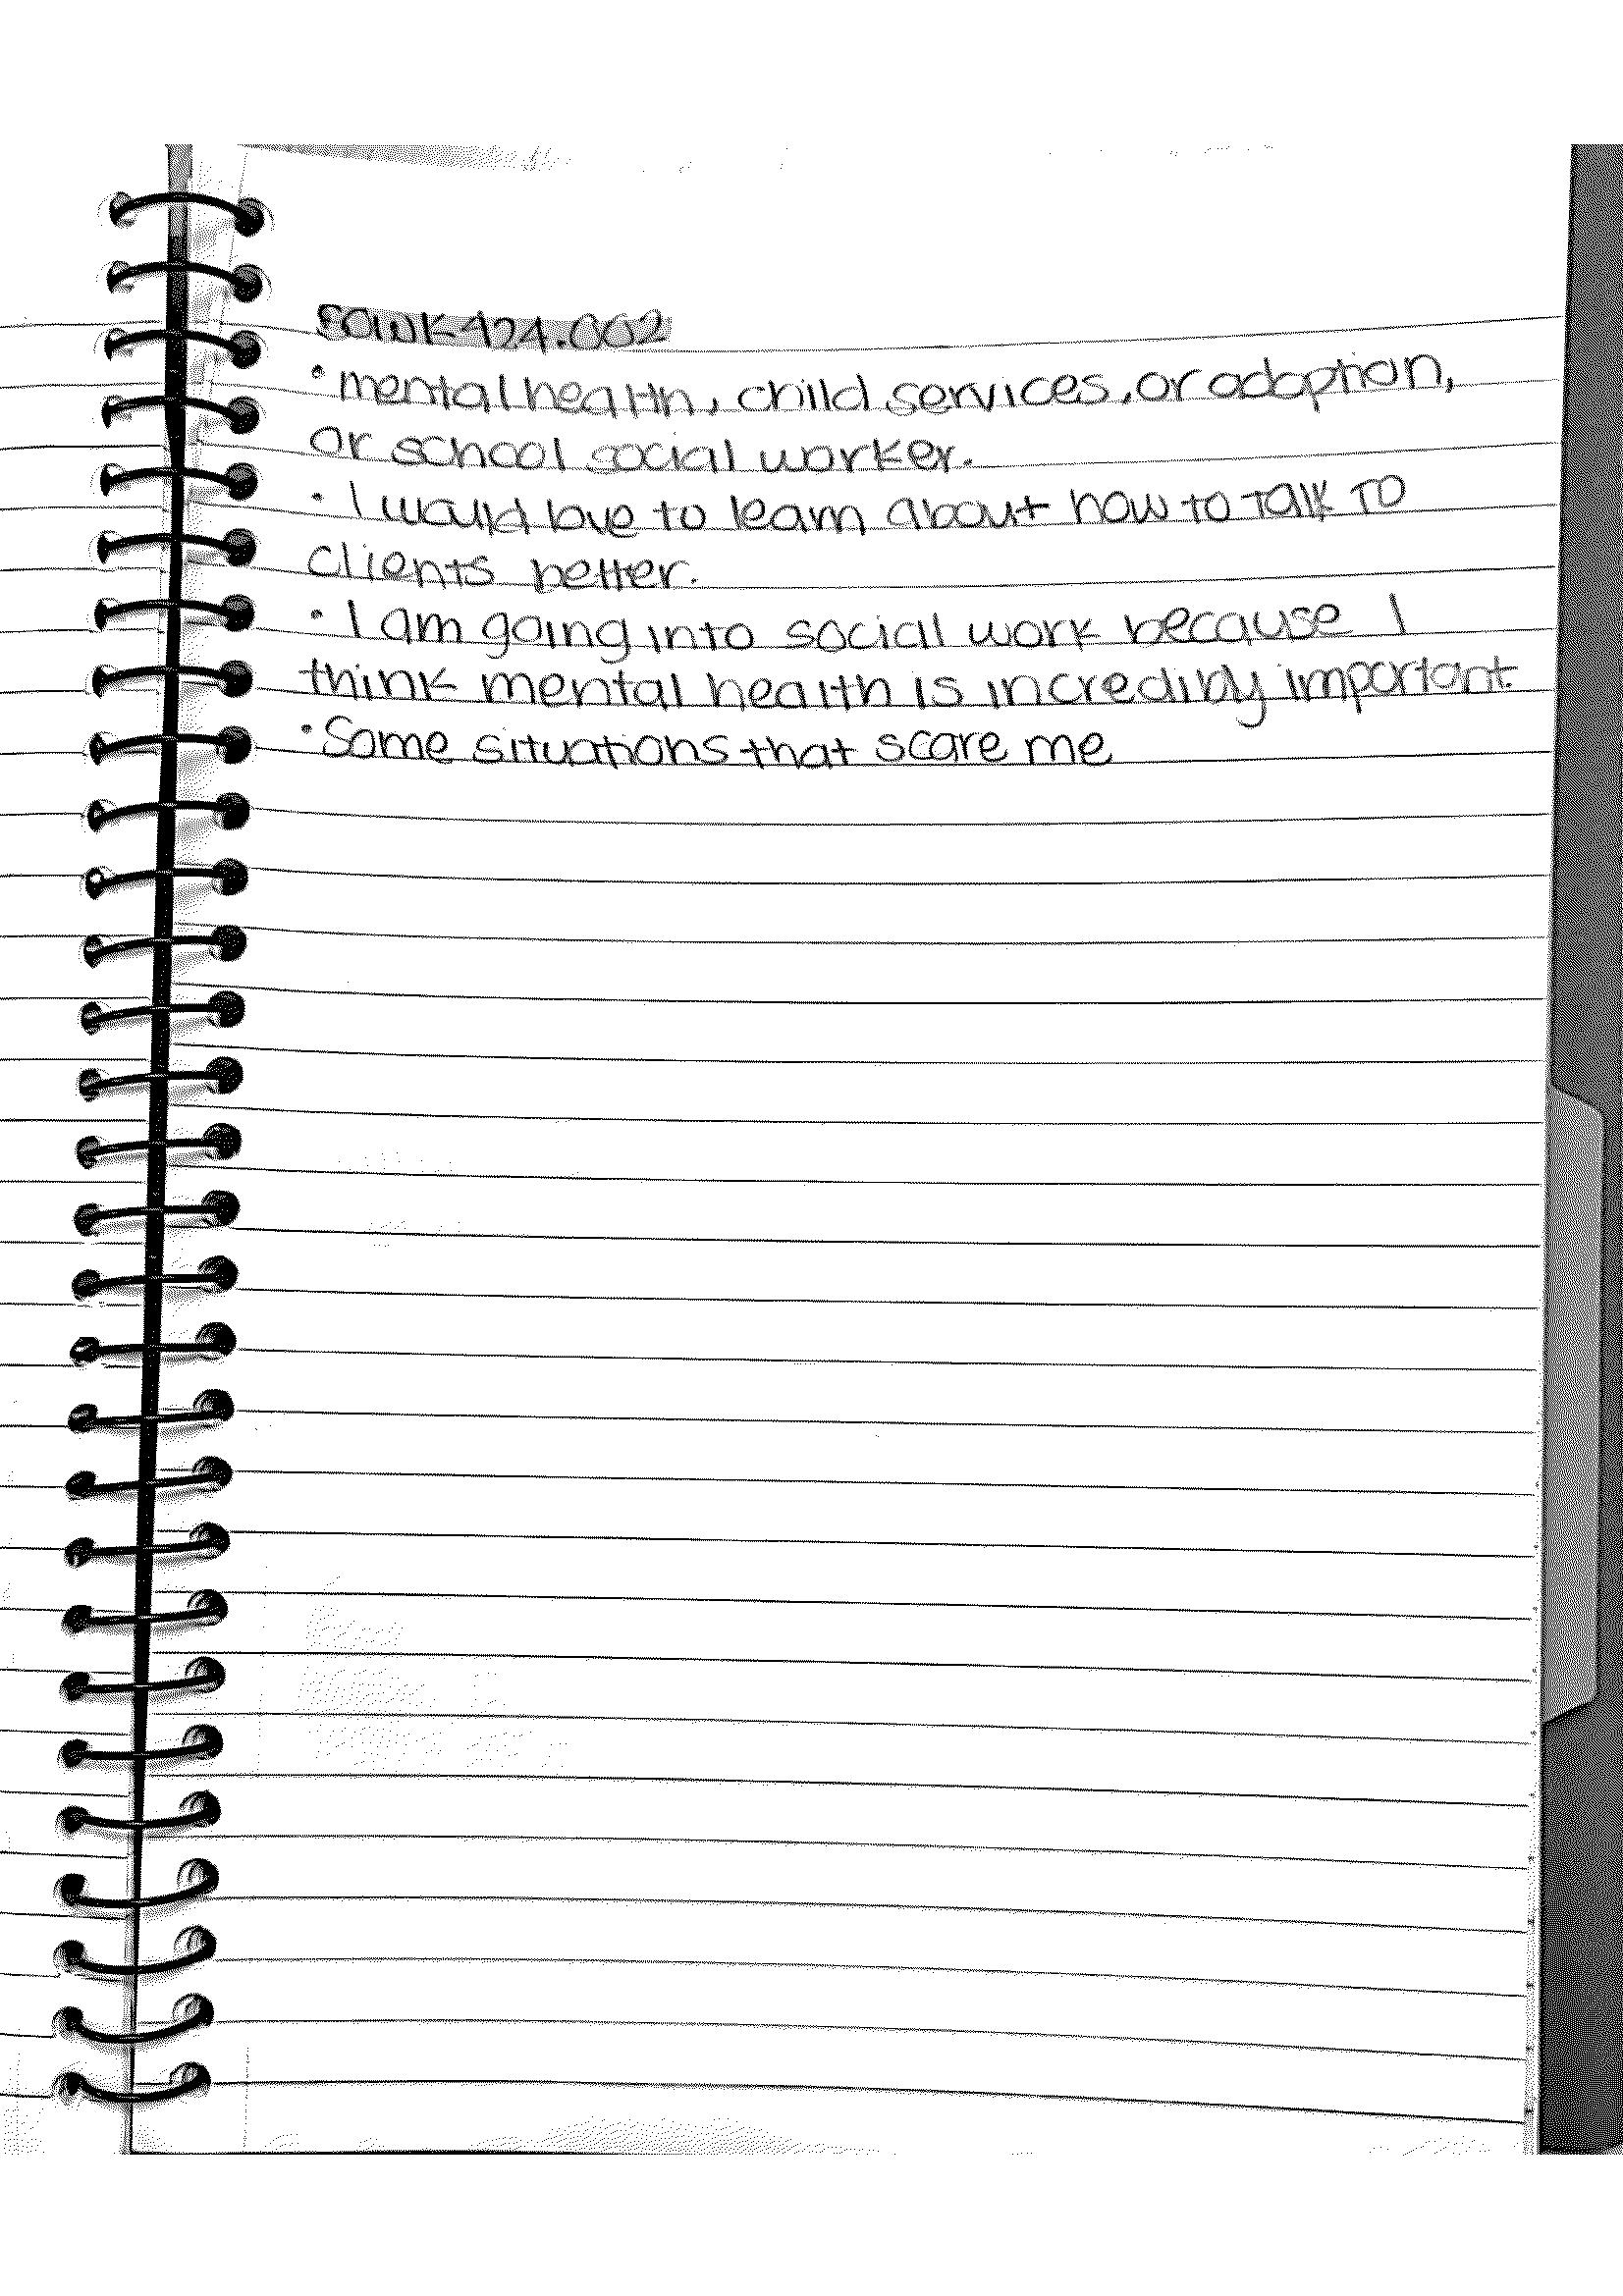 SOWK 424.002
• mental health, child services, or adoption,
or school social worker.
• I would love to learn about how to talk to
clients better.
• I am going into social work because I
think mental health is incredibly important.
• Some situations that scare me